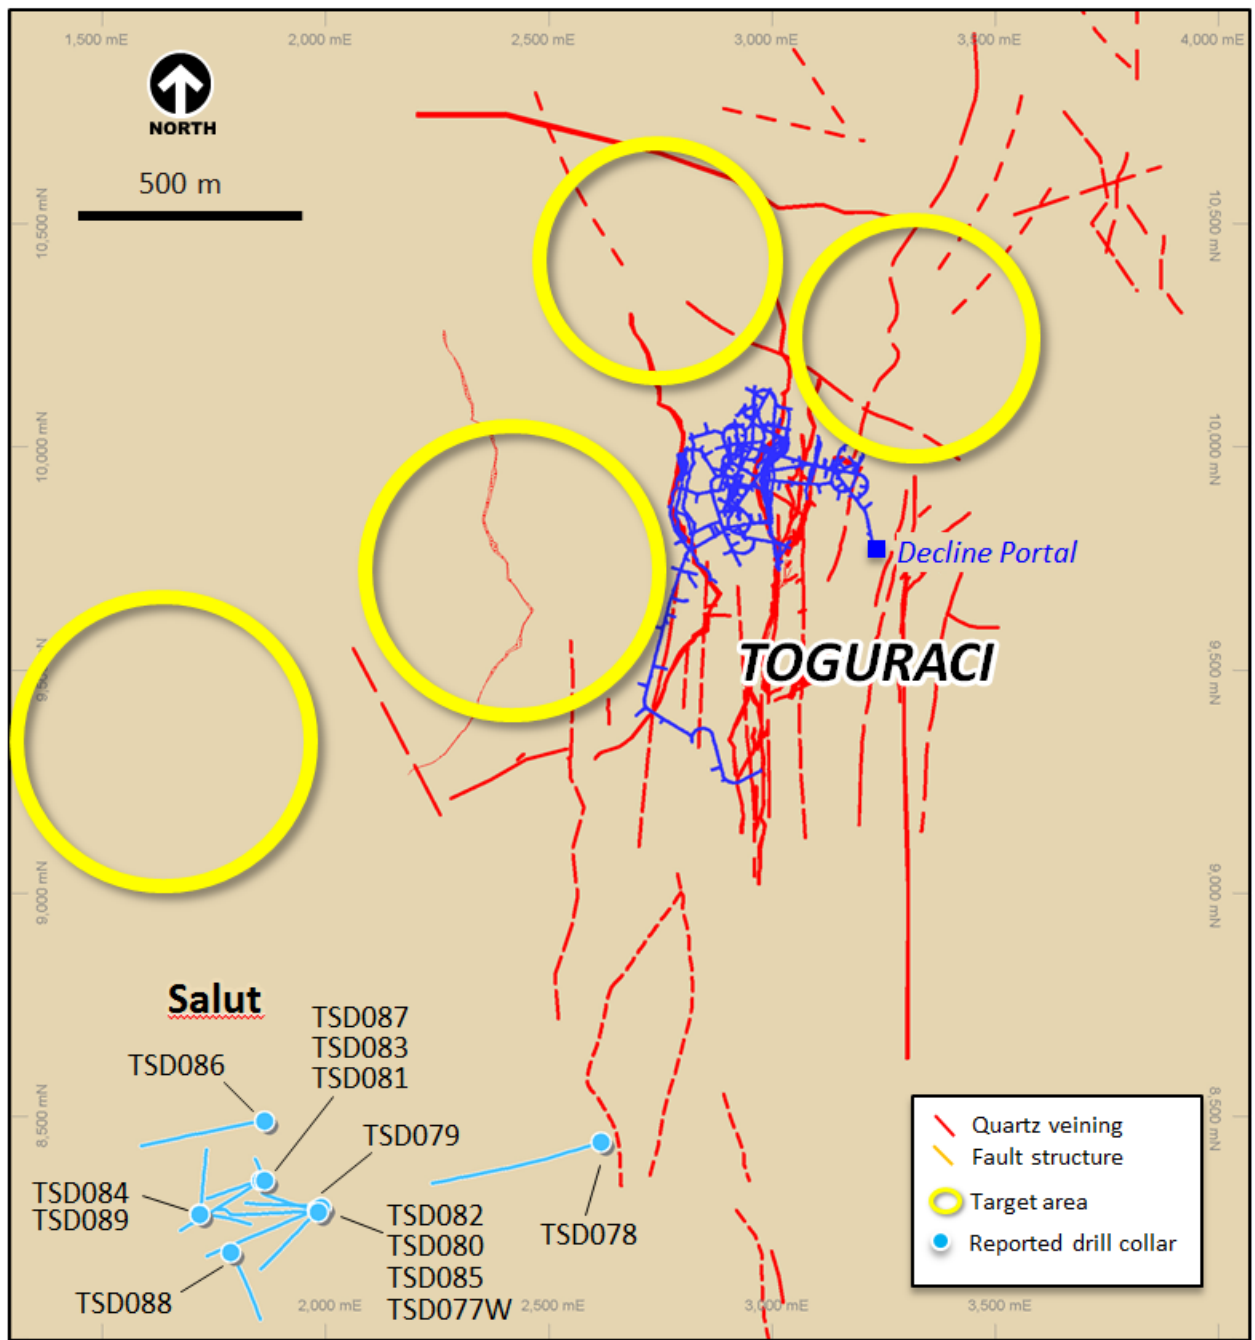 1,500 mE
2,000 mE
2,500 mE
3,000 mE
3,500 mE
4,000 mE
NORTH
500 m
10,500 mN
10,500 mN
10,000 mN
10,000 mN
Decline Portal
TOGURACI
9,500 mN
9,500 mN
9,000 mN
9,000 mN
Salut
TSD087
TSD083
TSD081
TSD086
TSD079
8,500 mN
8,500 mN
TSD084
TSD089
TSD082
TSD080
TSD085
TSD077W
TSD078
TSD088
Quartz veining
Fault structure
Target area
Reported drill collar
2,000 mE
2,500 mE
3,000 mE
3,500 mE